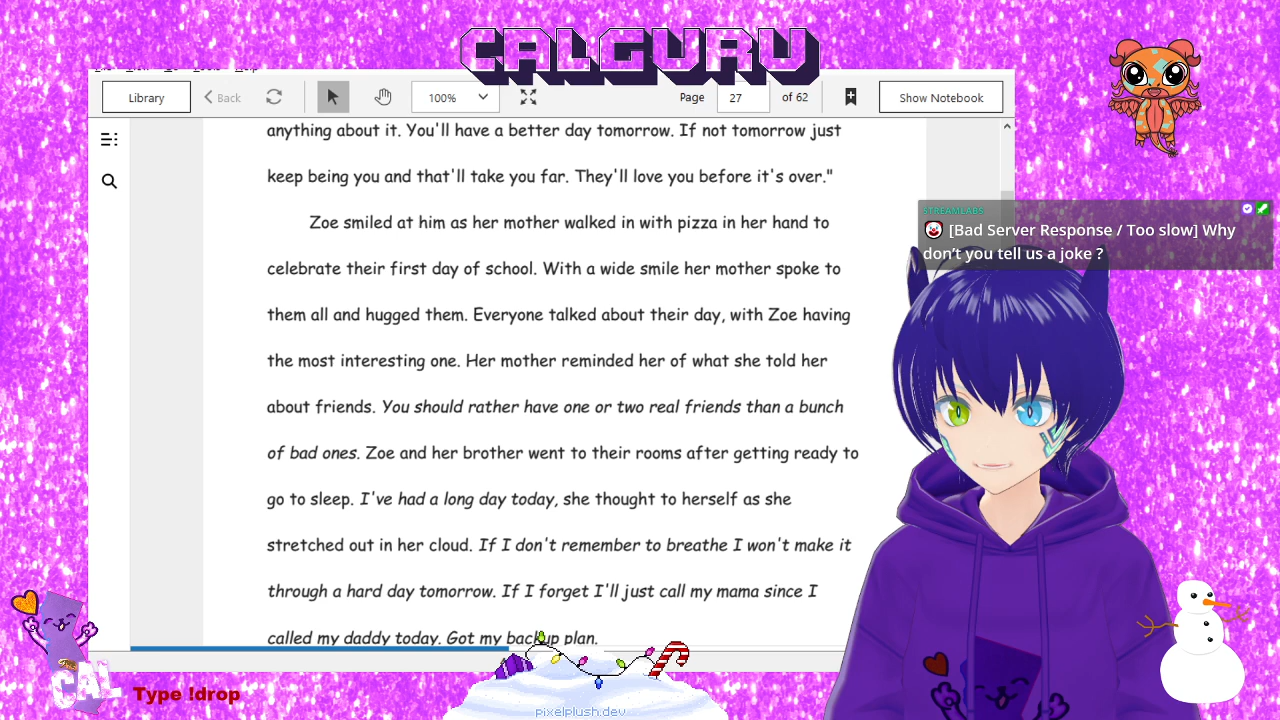 CALGURU
Library
Back
100%
Page 27 of 62
Show Notebook
anything about it. You'll have a better day tomorrow. If not tomorrow just
keep being you and that'll take you far. They'll love you before it's over."
Zoe smiled at him as her mother walked in with pizza in her hand to
celebrate their first day of school. With a wide smile her mother spoke to
them all and hugged them. Everyone talked about their day, with Zoe having
the most interesting one. Her mother reminded her of what she told her
about friends. You should rather have one or two real friends than a bunch
of bad ones. Zoe and her brother went to their rooms after getting ready to
go to sleep. I've had a long day today, she thought to herself as she
stretched out in her cloud. If I don't remember to breathe I won't make it
through a hard day tomorrow. If I forget I'll just call my mama since I
called my daddy today. Got my backup plan.
STREAMLABS
[Bad Server Response / Too slow] Why
don't you tell us a joke ?
CAL
Type !drop
pixelplush.dev